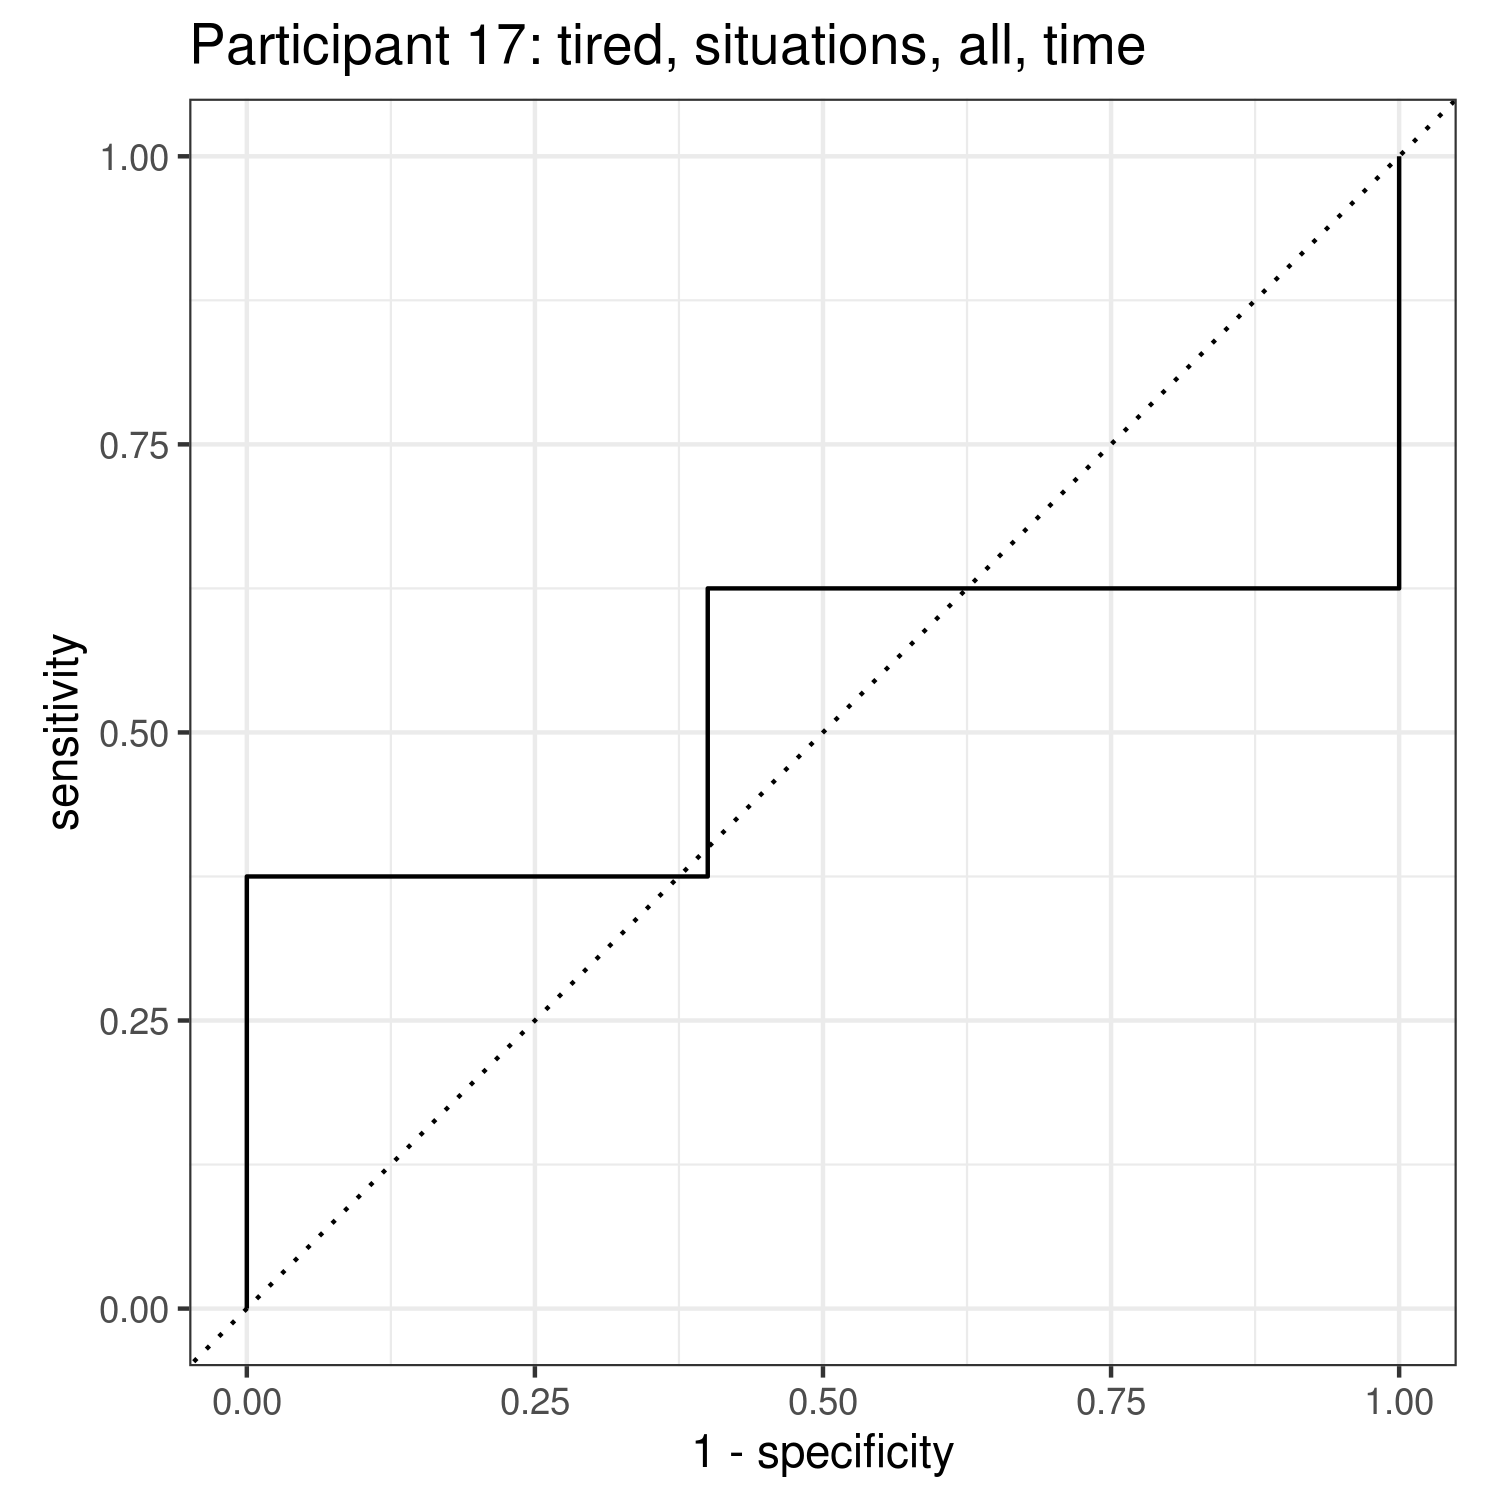 Participant 17: tired, situations, all, time
1.00
0.75
0.50
0.25
0.00
sensitivity
0.00 0.25 0.50 0.75 1.00
1 - specificity